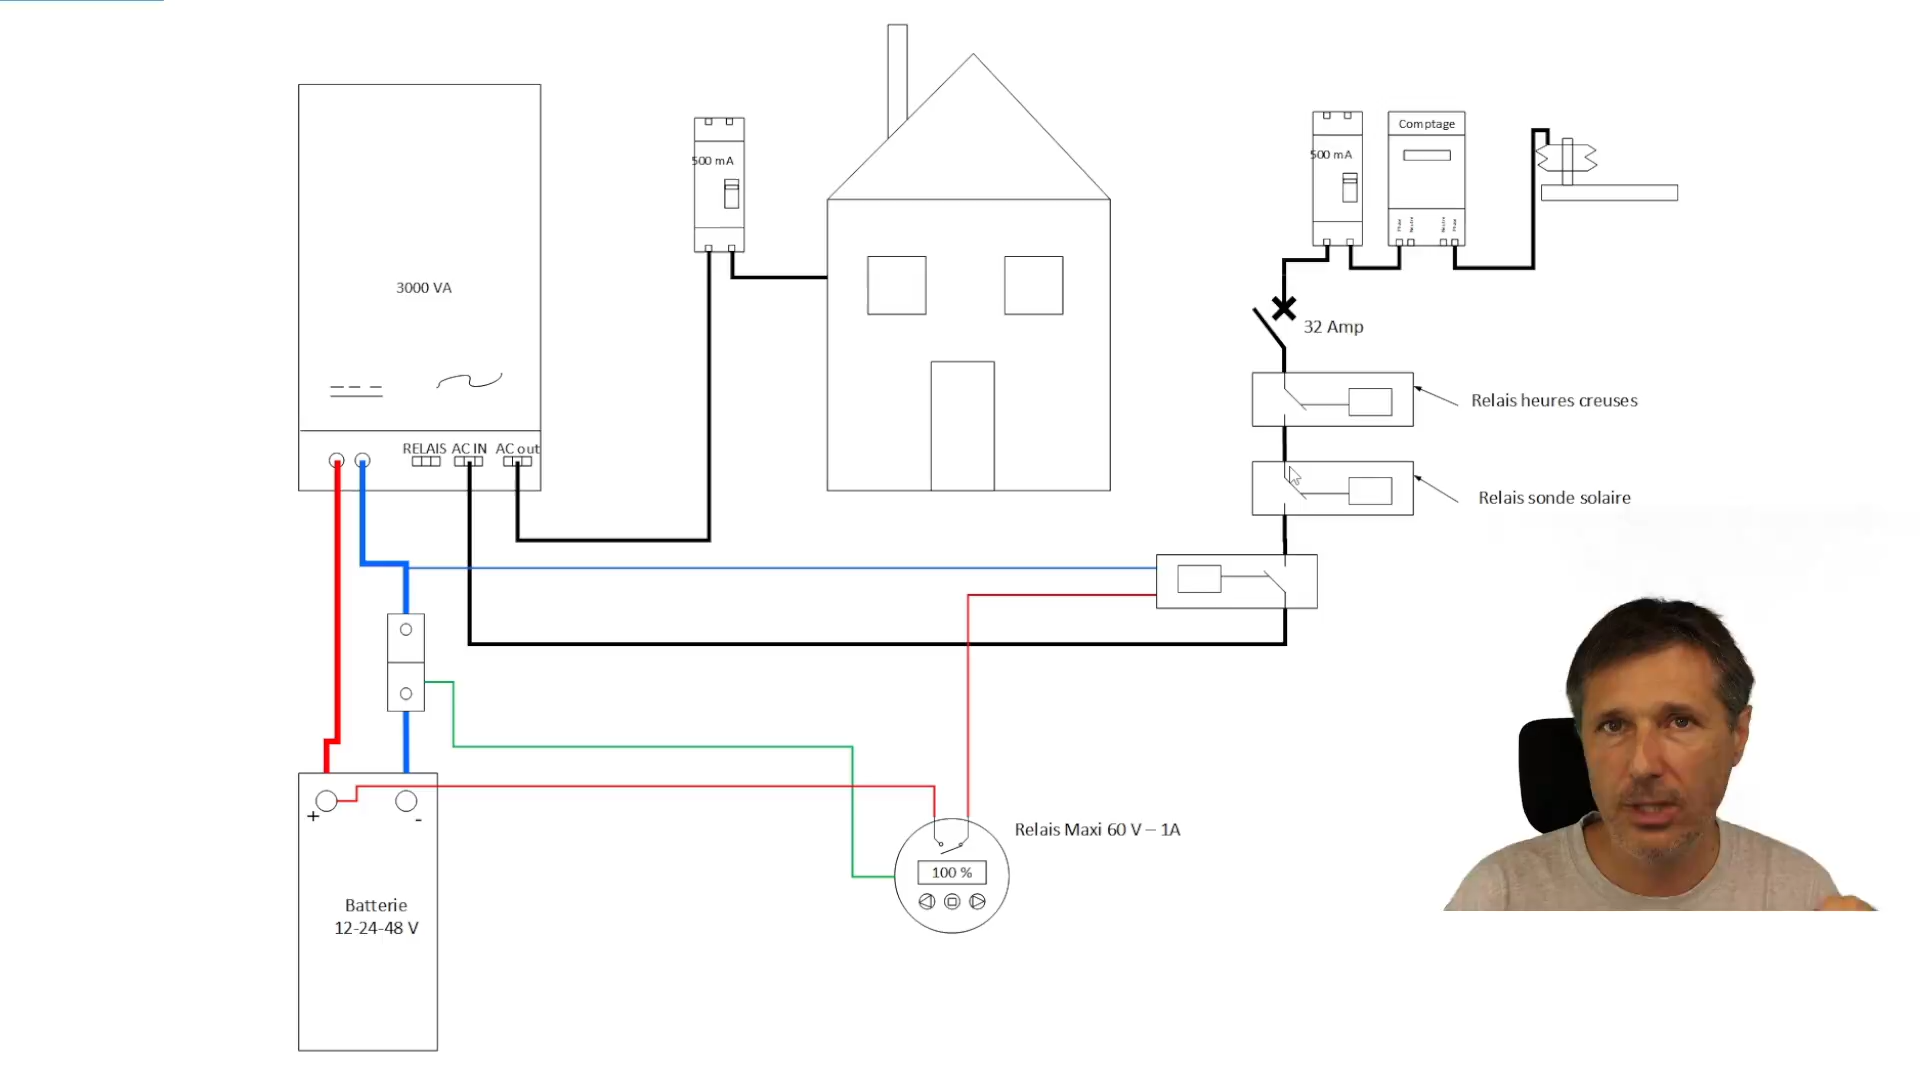 Comptage
500 mA
500 mA
3000 VA
32 Amp
Relais heures creuses
RELAIS AC IN AC out
Relais sonde solaire
+
-
Relais Maxi 60 V – 1A
100 %
Batterie
12-24-48 V